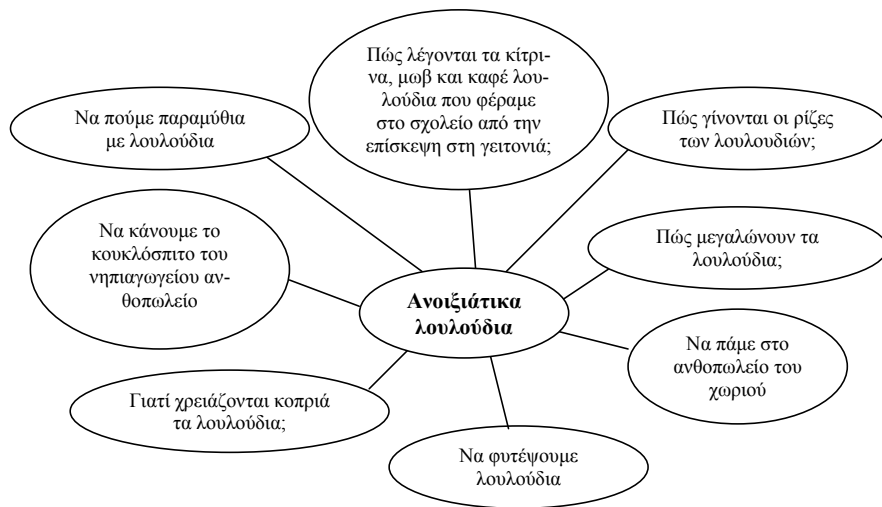 Πώς λέγονται τα κίτρι-
να, μωβ και καφέ λου-
λούδια που φέραμε
στο σχολείο από την
επίσκεψη στη γειτονιά;
Να πούμε παραμύθια
με λουλούδια
Πώς γίνονται οι ρίζες
των λουλουδιών;
Να κάνουμε το
κουκλόσπιτο του
νηπιαγωγείου αν-
θοπωλείο
Πώς μεγαλώνουν τα
λουλούδια;
Ανοιξιάτικα
λουλούδια
Να πάμε στο
ανθοπωλείο του
χωριού
Γιατί χρειάζονται κοπριά
τα λουλούδια;
Να φυτέψουμε
λουλούδια